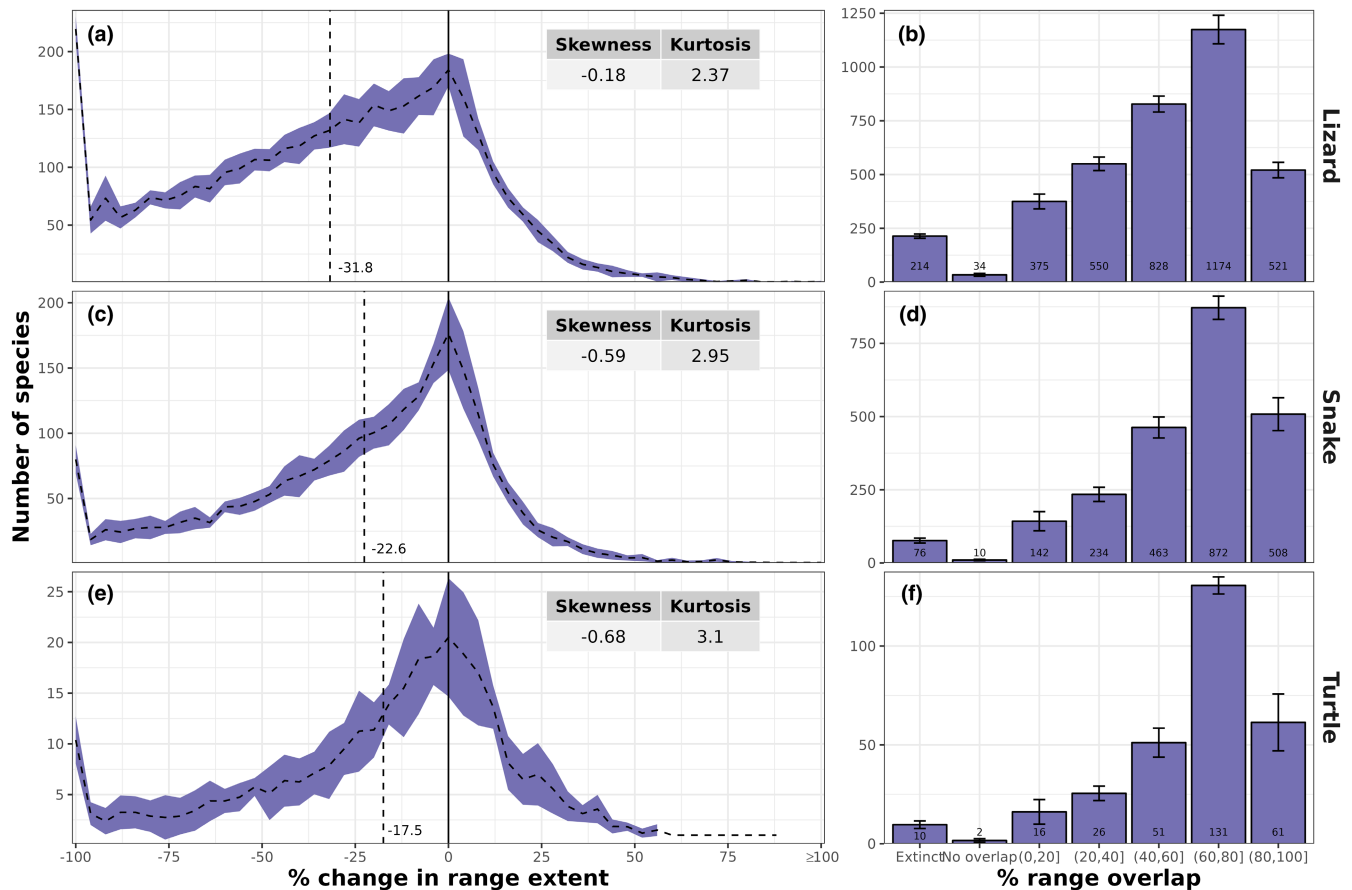 (a)
Skewness Kurtosis
-0.18 2.37
200
150
100
50
-31.8
(b)
1250
1000
750
500
250
0
214 34 375 550 828 1174 521
Lizard
(c)
Skewness Kurtosis
-0.59 2.95
200
150
100
50
-22.6
(d)
750
500
250
0
76 10 142 234 463 872 508
Snake
(e)
Skewness Kurtosis
-0.68 3.1
25
20
15
10
5
-17.5
(f)
100
50
0
10 2 16 26 51 131 61
Turtle
Number of species
-100 -75 -50 -25 0 25 50 75 ≥100
% change in range extent
Extinct No overlap (0,20] (20,40] (40,60] (60,80] (80,100]
% range overlap